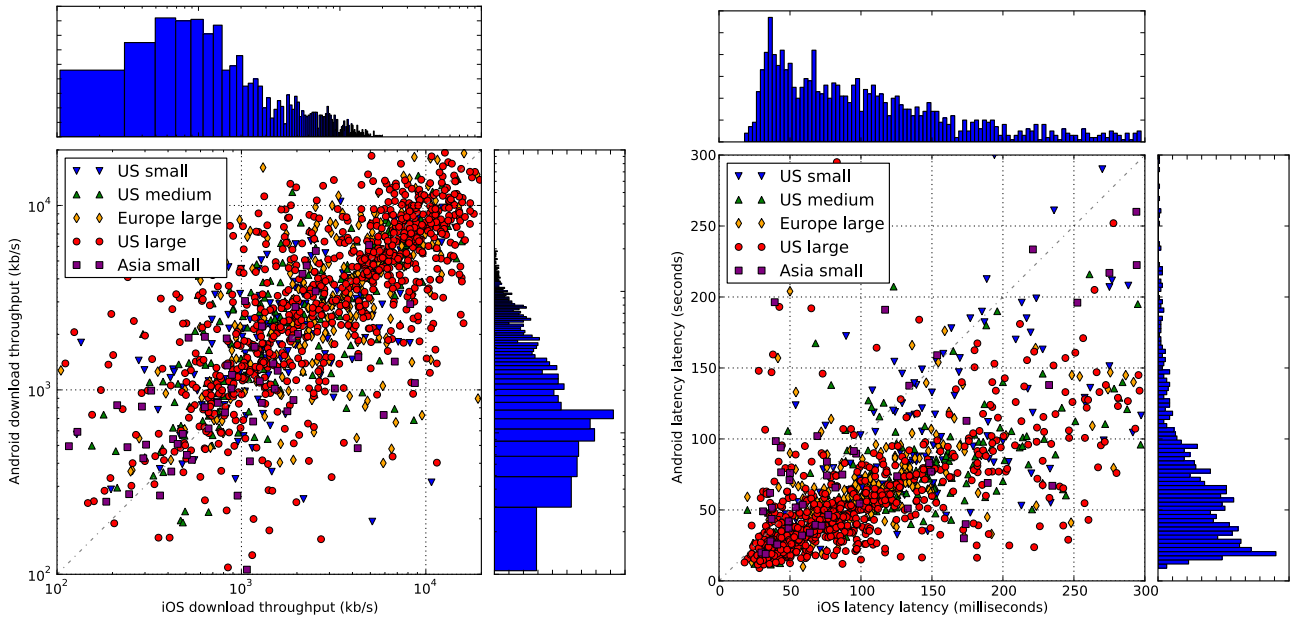 US small
US medium
Europe large
US large
Asia small
Android download throughput (kb/s)
10^4
10^3
10^2
10^2
10^3
10^4
iOS download throughput (kb/s)
US small
US medium
Europe large
US large
Asia small
Android latency latency (seconds)
300
250
200
150
100
50
0
0
50
100
150
200
250
300
iOS latency latency (milliseconds)